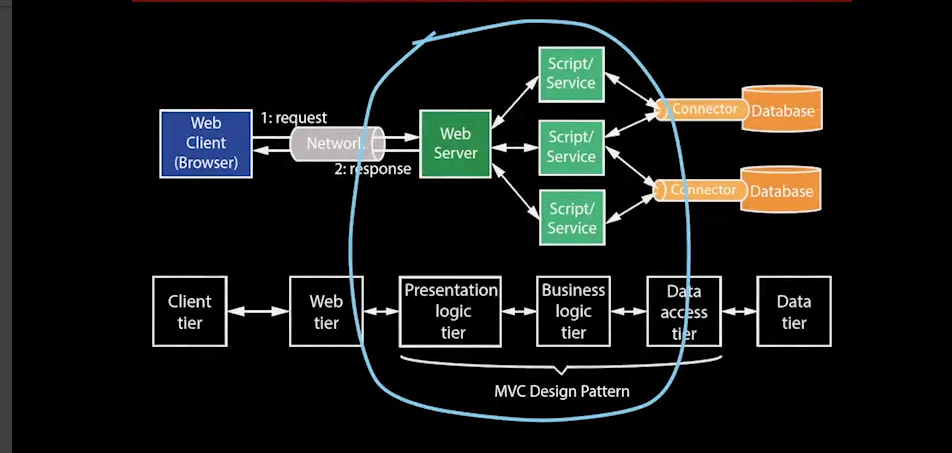 Script/
Service
Connector
Database
Web
Client
(Browser)
1: request
Network
2: response
Web
Server
Script/
Service
Script/
Service
Connector
Database
Client
tier
Web
tier
Presentation
logic
tier
Business
logic
tier
Data
access
tier
Data
tier
MVC Design Pattern